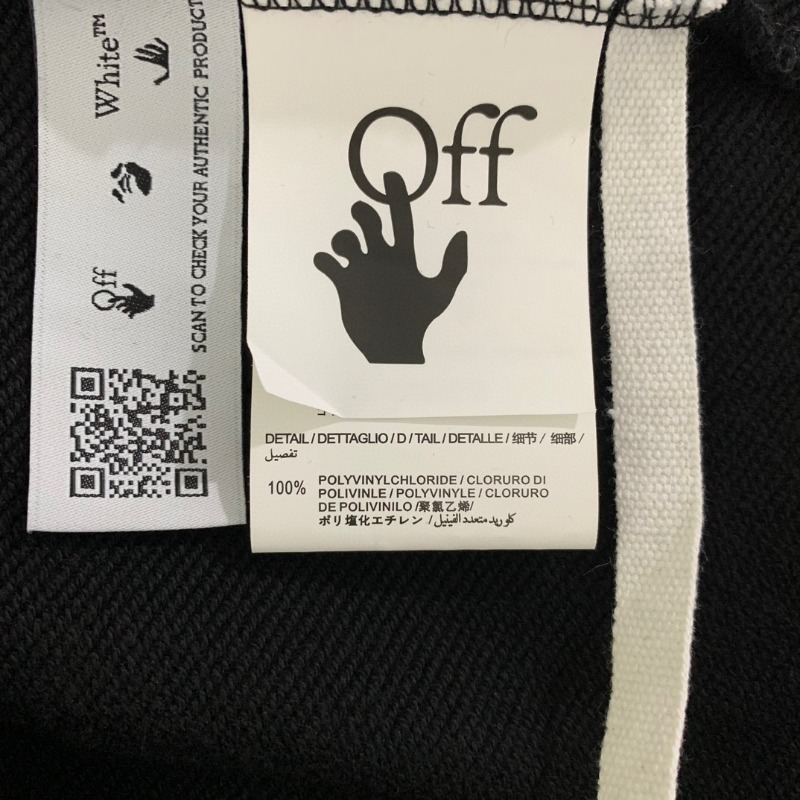 White™
Off
SCAN TO CHECK YOUR AUTHENTIC PRODUCT
Off
DETAIL / DETTAGLIO / D / TAIL / DETALLE / 细节 / 细部 /
تفصيل
100% POLYVINYLCHLORIDE / CLORURO DI
POLIVINLE / POLYVINYLE / CLORURO
DE POLIVINILO /聚氯乙烯/
ポリ塩化エチレン /كلوريد متعدد الفينيل